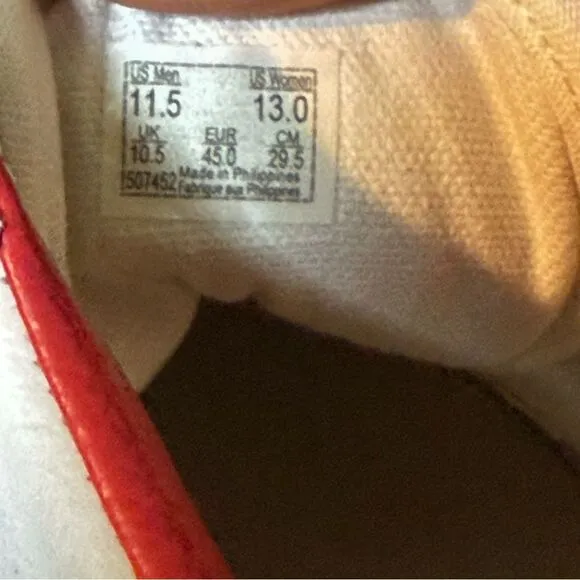 US Men US Women
11.5 13.0
UK EUR CM
10.5 45.0 29.5
507452 Made in Philippines
Fabrique aux Philippines